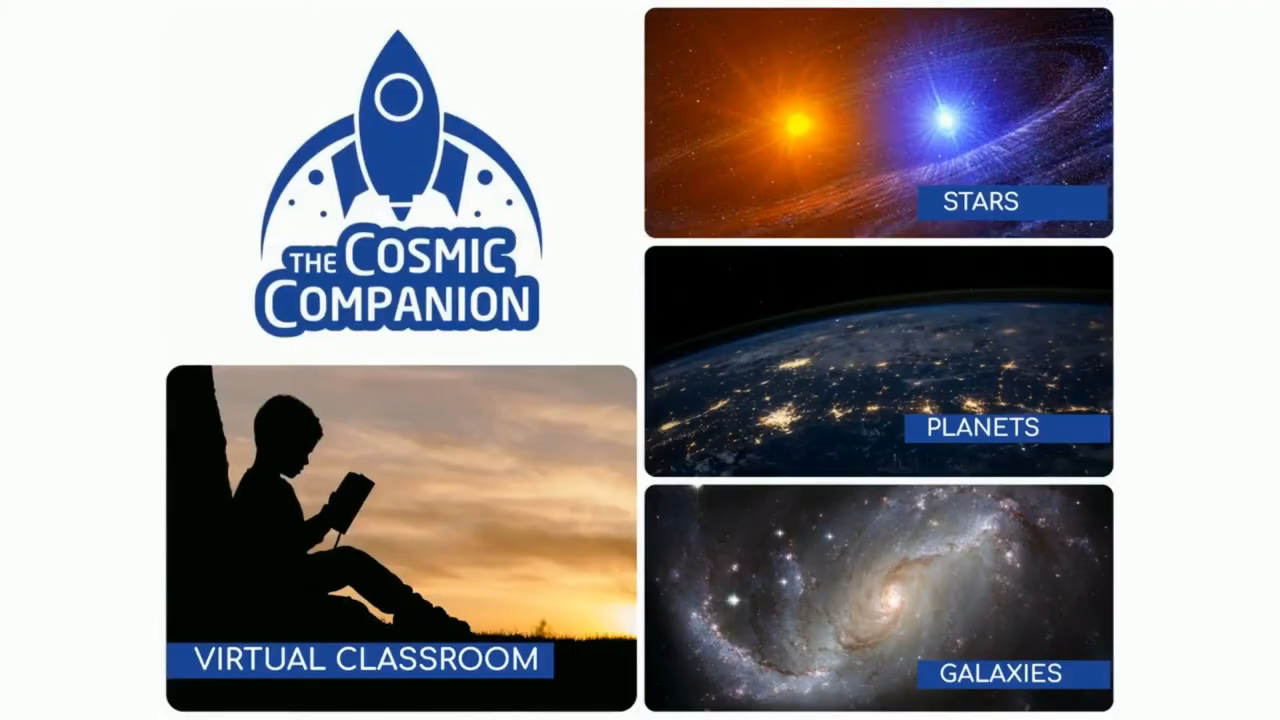 THE COSMIC
COMPANION
VIRTUAL CLASSROOM
STARS
PLANETS
GALAXIES